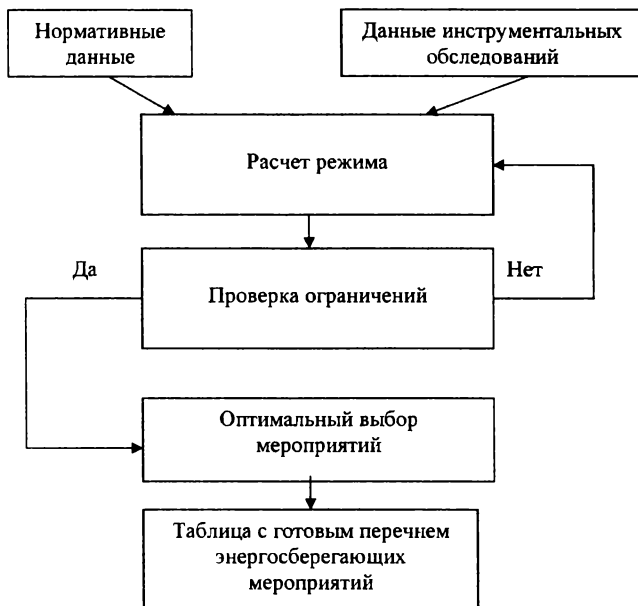 Нормативные
данные
Данные инструментальных
обследований
Расчет режима
Да
Нет
Проверка ограничений
Оптимальный выбор
мероприятий
Таблица с готовым перечнем
энергосберегающих
мероприятий